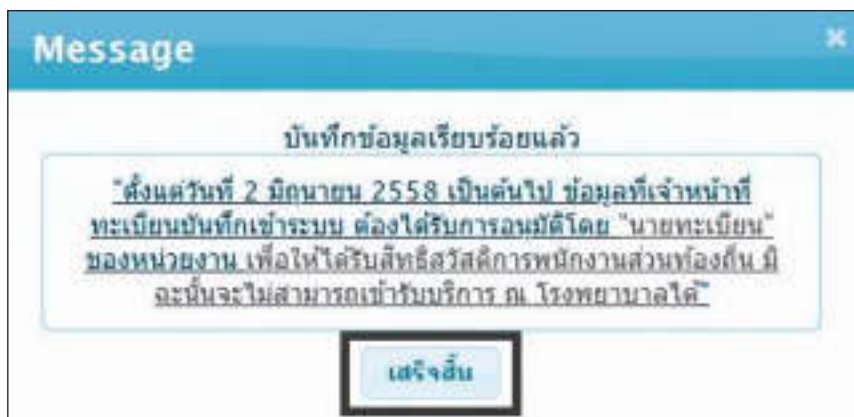 Message
บันทึกข้อมูลเรียบร้อยแล้ว
"ตั้งแต่วันที่ 2 มิถุนายน 2558 เป็นต้นไป ข้อมูลที่เจ้าหน้าที่
ทะเบียนบันทึกเข้าระบบ ต้องได้รับการอนุมัติโดย "นายทะเบียน"
ของหน่วยงาน เพื่อให้ได้รับสิทธิสวัสดิการพนักงานส่วนท้องถิ่น มิ
ฉะนั้นจะไม่สามารถเข้ารับบริการ ณ โรงพยาบาลได้"
เสร็จสิ้น